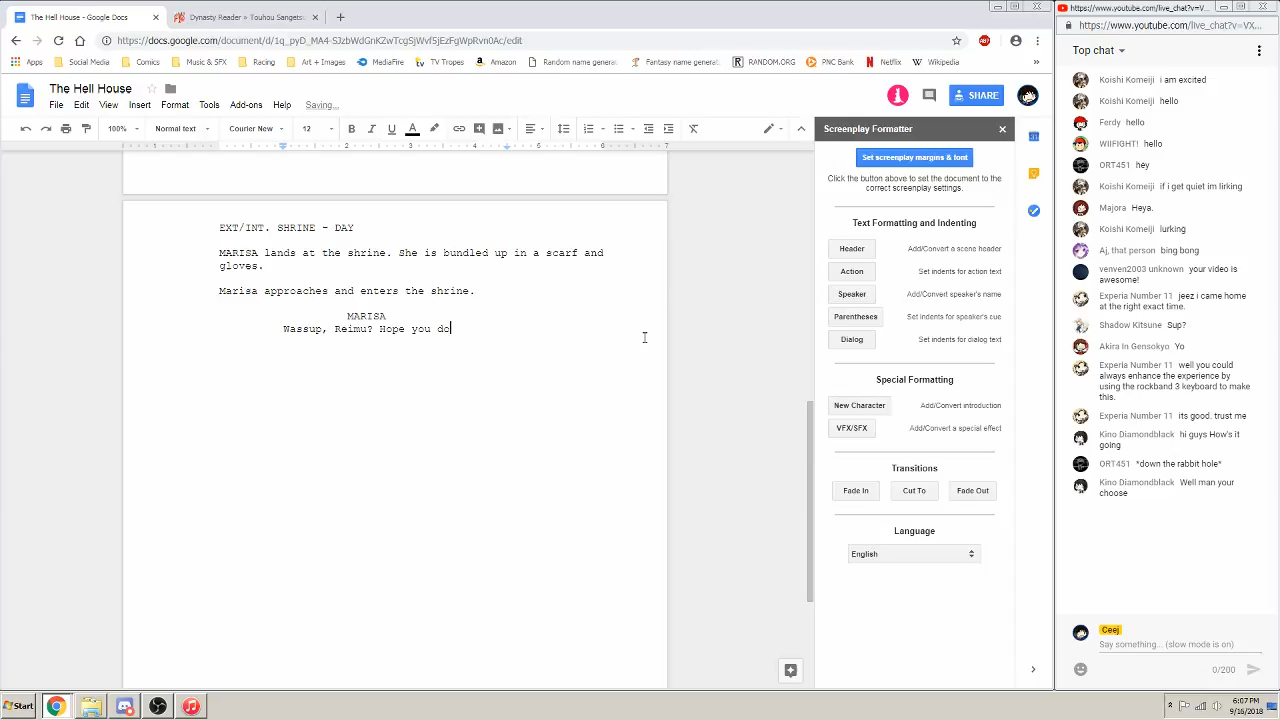 The Hell House - Google Docs
Dynasty Reader » Touhou Sangets
https://docs.google.com/document/d/1q_pyD_MA4-SJzbWdGnKZwTcgSjWvf5jEzFgWpRvn0Ac/edit
Apps
Social Media
Comics
Music & SFX
Racing
Art + Images
MediaFire
TV Tropes
Amazon
Random name genera
Fantasy name generat
RANDOM.ORG
PNC Bank
Netflix
Wikipedia
»
The Hell House
File Edit View Insert Format Tools Add-ons Help Saving...
SHARE
100% Normal text Courier New 12
1 2 3 4 5 6 7
EXT/INT. SHRINE - DAY
MARISA lands at the shrine. She is bundled up in a scarf and
gloves.
Marisa approaches and enters the shrine.
MARISA
Wassup, Reimu? Hope you do
Screenplay Formatter
Set screenplay margins & font
Click the button above to set the document to the
correct screenplay settings.
Text Formatting and Indenting
Header Add/Convert a scene header
Action Set indents for action text
Speaker Add/Convert speaker's name
Parentheses Set indents for speaker's cue
Dialog Set indents for dialog text
Special Formatting
New Character Add/Convert introduction
VFX/SFX Add/Convert a special effect
Transitions
Fade In Cut To Fade Out
Language
English
https://www.youtube.com/live_chat?v=V...
https://www.youtube.com/live_chat?v=VX...
Top chat
Koishi Komeiji i am excited
Koishi Komeiji hello
Ferdy hello
WIIFIGHT! hello
ORT451 hey
Koishi Komeiji if i get quiet im lirking
Majora Heya.
Koishi Komeiji lurking
Aj, that person bing bong
venven2003 unknown your video is
awesome!
Experia Number 11 jeez i came home
at the right exact time.
Shadow Kitsune Sup?
Akira In Gensokyo Yo
Experia Number 11 well you could
always enhance the experience by
using the rockband 3 keyboard to make
this.
Experia Number 11 its good. trust me
Kino Diamondblack hi guys How's it
going
ORT451 *down the rabbit hole*
Kino Diamondblack Well man your
choose
Ceej
Say something... (slow mode is on)
0/200
Start
6:07 PM
9/16/2018